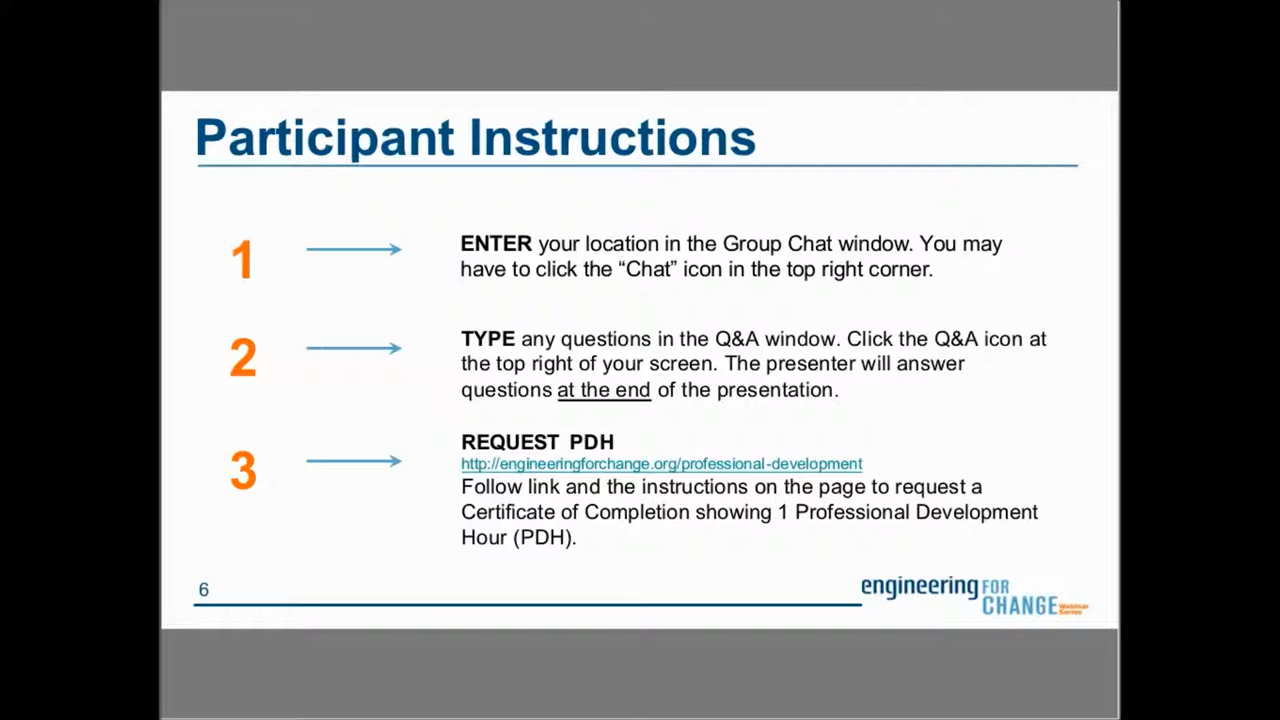 Participant Instructions
1
ENTER your location in the Group Chat window. You may
have to click the “Chat” icon in the top right corner.
2
TYPE any questions in the Q&A window. Click the Q&A icon at
the top right of your screen. The presenter will answer
questions at the end of the presentation.
3
REQUEST PDH
http://engineeringforchange.org/professional-development
Follow link and the instructions on the page to request a
Certificate of Completion showing 1 Professional Development
Hour (PDH).
6
engineering FOR
CHANGE Webinar
Series